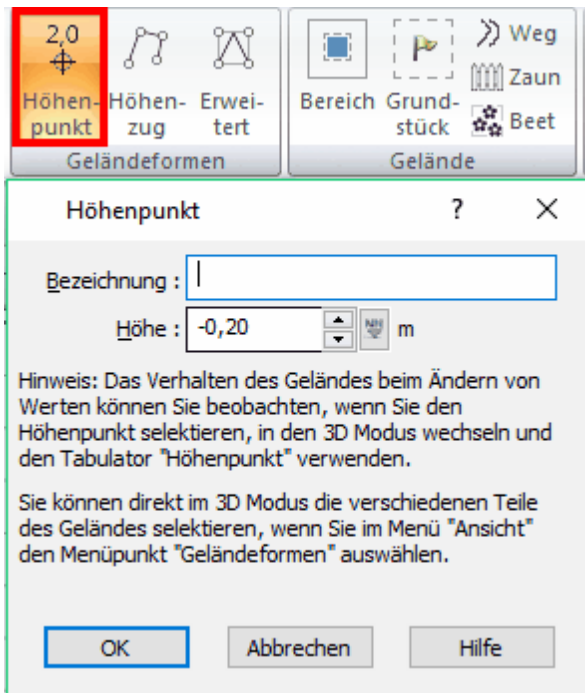 2,0
Höhen-
punkt
Höhen-
zug
Erwei-
tert
Geländeformen
Bereich
Grund-
stück
Weg
Zaun
Beet
Gelände
Höhenpunkt ?
Bezeichnung :
Höhe : -0,20 NN m
Hinweis: Das Verhalten des Geländes beim Ändern von
Werten können Sie beobachten, wenn Sie den
Höhenpunkt selektieren, in den 3D Modus wechseln und
den Tabulator "Höhenpunkt" verwenden.
Sie können direkt im 3D Modus die verschiedenen Teile
des Geländes selektieren, wenn Sie im Menü "Ansicht"
den Menüpunkt "Geländeformen" auswählen.
OK
Abbrechen
Hilfe